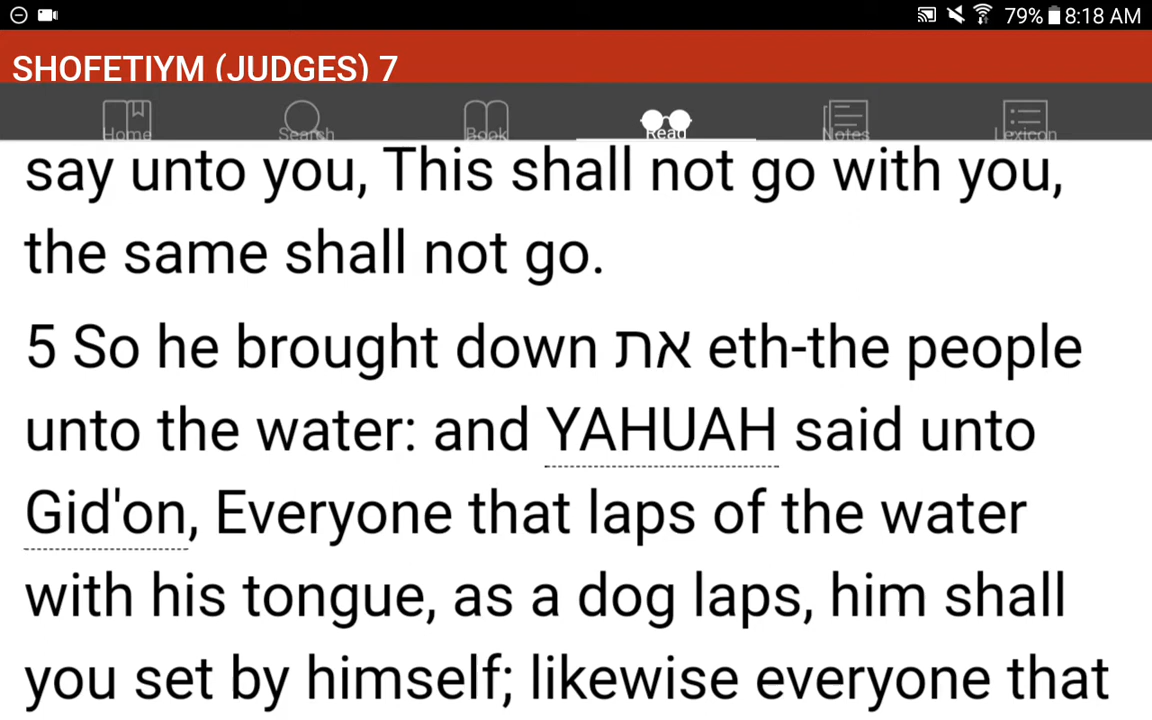 79% 8:18 AM
SHOFETIYM (JUDGES) 7
Home Search Book Read Notes Lexicon
say unto you, This shall not go with you,
the same shall not go.
5 So he brought down את eth-the people
unto the water: and YAHUAH said unto
Gid'on, Everyone that laps of the water
with his tongue, as a dog laps, him shall
you set by himself; likewise everyone that